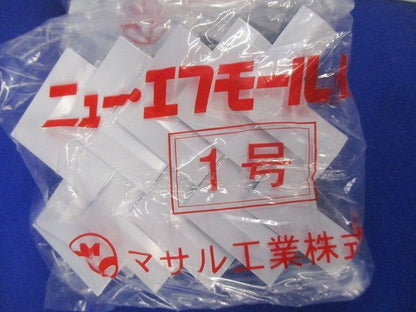 ニューエフモール
1号
マサル工業株式